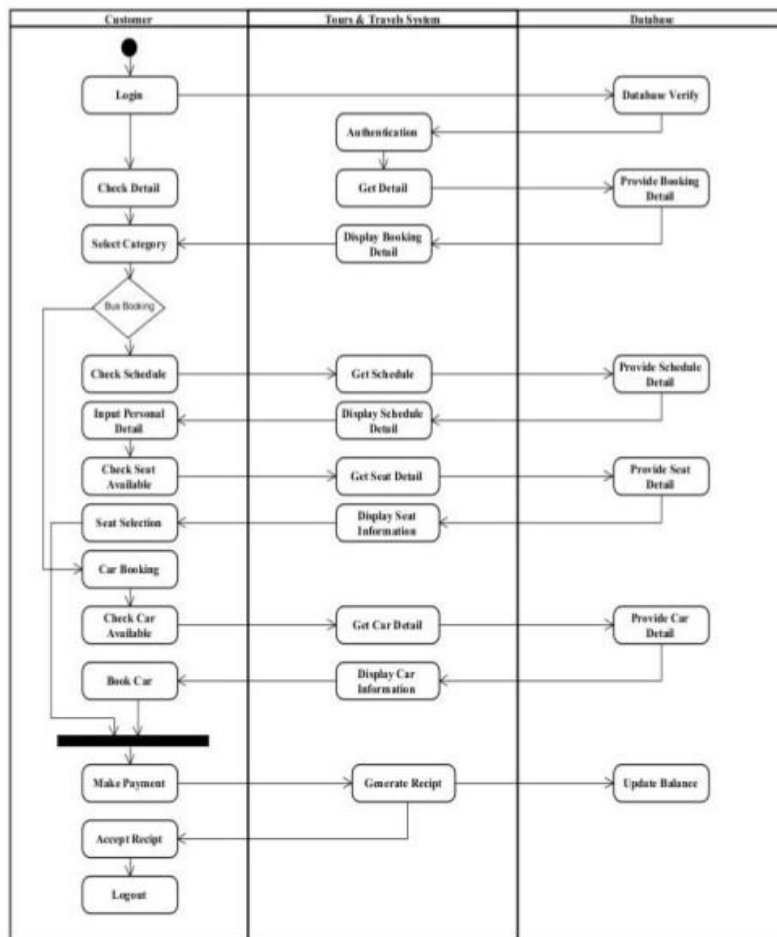 Customer
Tours & Travels System
Database
Login
Database Verify
Authentication
Check Detail
Get Detail
Provide Booking
Detail
Select Category
Display Booking
Detail
Bus Booking
Check Schedule
Get Schedule
Provide Schedule
Detail
Input Personal
Detail
Display Schedule
Detail
Check Seat
Available
Get Seat Detail
Provide Seat
Detail
Seat Selection
Display Seat
Information
Car Booking
Check Car
Available
Get Car Detail
Provide Car
Detail
Book Car
Display Car
Information
Make Payment
Generate Recipt
Update Balance
Accept Recipt
Logout